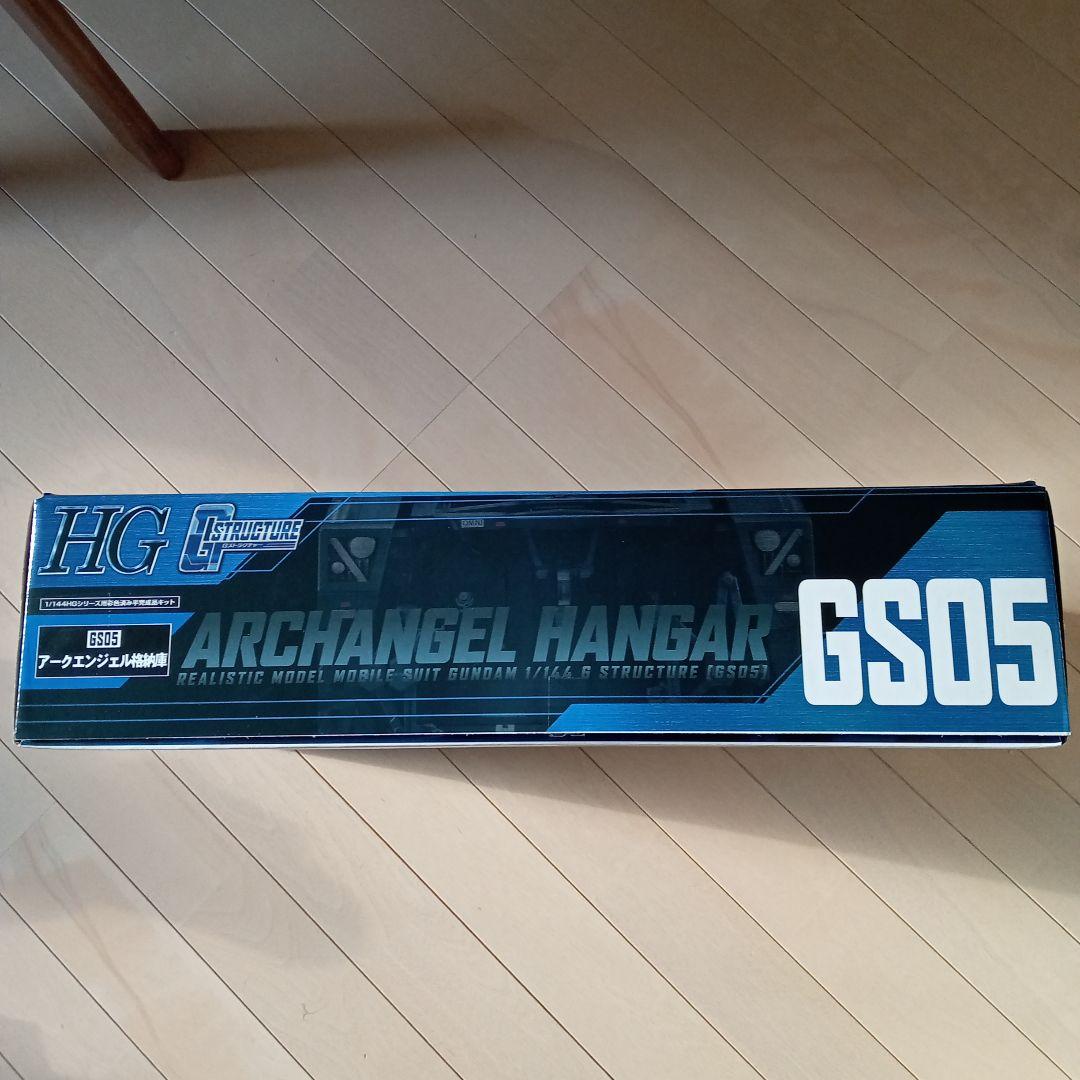 HG
G STRUCTURE
Gストラクチャー
1/144HGシリーズ用彩色済み半完成品キット
GS05
アークエンジェル格納庫
ARCHANGEL HANGAR
REALISTIC MODEL MOBILE SUIT GUNDAM 1/144 G STRUCTURE [GS05]
GS05